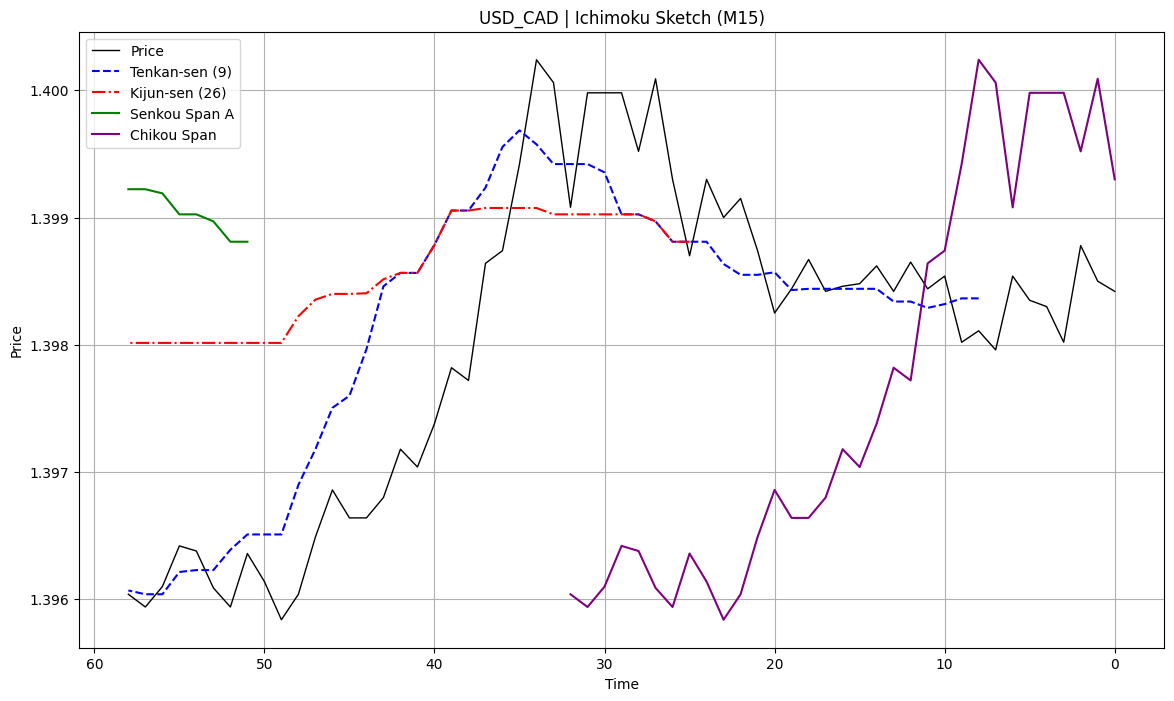 USD_CAD | Ichimoku Sketch (M15)
Price
Tenkan-sen (9)
Kijun-sen (26)
Senkou Span A
Chikou Span
1.400
1.399
1.398
1.397
1.396
Price
60
50
40
30
20
10
0
Time